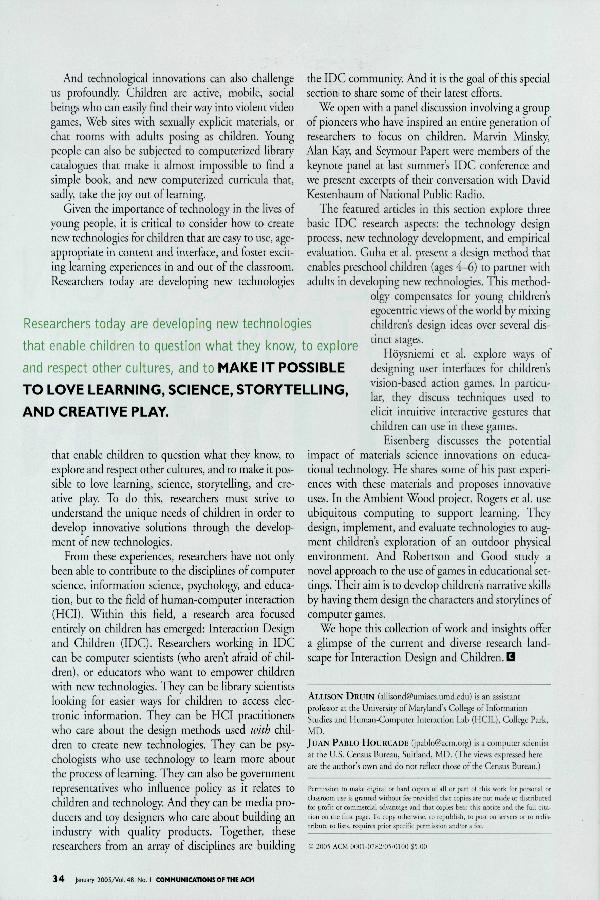 And technological innovations can also challenge
us profoundly. Children are active, mobile, social
beings who can easily find their way into violent video
games, Web sites with sexually explicit materials, or
chat rooms with adults posing as children. Young
people can also be subjected to computerized library
catalogues that make it almost impossible to find a
simple book, and new computerized curricula that,
sadly, take the joy out of learning.
Given the importance of technology in the lives of
young people, it is critical to consider how to create
new technologies for children that are easy to use, age-
appropriate in content and interface, and foster excit-
ing learning experiences in and out of the classroom.
Researchers today are developing new technologies
Researchers today are developing new technologies
that enable children to question what they know, to explore
and respect other cultures, and to MAKE IT POSSIBLE
TO LOVE LEARNING, SCIENCE, STORYTELLING,
AND CREATIVE PLAY.
that enable children to question what they know, to
explore and respect other cultures, and to make it pos-
sible to love learning, science, storytelling, and cre-
ative play. To do this, researchers must strive to
understand the unique needs of children in order to
develop innovative solutions through the develop-
ment of new technologies.
From these experiences, researchers have not only
been able to contribute to the disciplines of computer
science, information science, psychology, and educa-
tion, but to the field of human-computer interaction
(HCI). Within this field, a research area focused
entirely on children has emerged: Interaction Design
and Children (IDC). Researchers working in IDC
can be computer scientists (who aren't afraid of chil-
dren), or educators who want to empower children
with new technologies. They can be library scientists
looking for easier ways for children to access elec-
tronic information. They can be HCI practitioners
who care about the design methods used with chil-
dren to create new technologies. They can be psy-
chologists who use technology to learn more about
the process of learning. They can also be government
representatives who influence policy as it relates to
children and technology. And they can be media pro-
ducers and toy designers who care about building an
industry with quality products. Together, these
researchers from an array of disciplines are building
the IDC community. And it is the goal of this special
section to share some of their latest efforts.
We open with a panel discussion involving a group
of pioneers who have inspired an entire generation of
researchers to focus on children. Marvin Minsky,
Alan Kay, and Seymour Papert were members of the
keynote panel at last summer's IDC conference and
we present excerpts of their conversation with David
Kestenbaum of National Public Radio.
The featured articles in this section explore three
basic IDC research aspects: the technology design
process, new technology development, and empirical
evaluation. Guha et al. present a design method that
enables preschool children (ages 4–6) to partner with
adults in developing new technologies. This method-
olgy compensates for young children's
egocentric views of the world by mixing
children's design ideas over several dis-
tinct stages.
Höysniemi et al. explore ways of
designing user interfaces for children's
vision-based action games. In particu-
lar, they discuss techniques used to
elicit intuitive interactive gestures that
children can use in these games.
Eisenberg discusses the potential
impact of materials science innovations on educa-
tional technology. He shares some of his past experi-
ences with these materials and proposes innovative
uses. In the Ambient Wood project, Rogers et al. use
ubiquitous computing to support learning. They
design, implement, and evaluate technologies to aug-
ment children's exploration of an outdoor physical
environment. And Robertson and Good study a
novel approach to the use of games in educational set-
tings. Their aim is to develop children's narrative skills
by having them design the characters and storylines of
computer games.
We hope this collection of work and insights offer
a glimpse of the current and diverse research land-
scape for Interaction Design and Children. C
ALLISON DRUIN (allisond@umiacs.umd.edu) is an assistant
professor at the University of Maryland's College of Information
Studies and Human-Computer Interaction Lab (HCIL), College Park,
MD.
JUAN PABLO HOURCADE (jpablo@acm.org) is a computer scientist
at the U.S. Census Bureau, Suitland, MD. (The views expressed here
are the author's own and do not reflect those of the Census Bureau.)
Permission to make digital or hard copies of all or part of this work for personal or
classroom use is granted without fee provided that copies are not made or distributed
for profit or commercial advantage and that copies bear this notice and the full cita-
tion on the first page. To copy otherwise, to republish, to post on servers or to redis-
tribute to lists, requires prior specific permission and/or a fee.
© 2005 ACM 0001-0782/05/0100 $5.00
34 January 2005/Vol. 48, No. 1 COMMUNICATIONS OF THE ACM